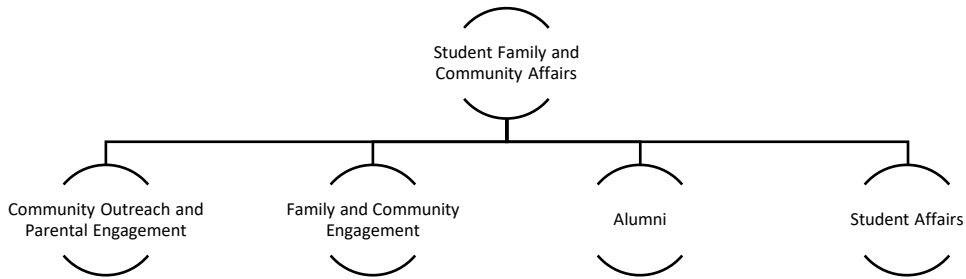 Student Family and
Community Affairs
Community Outreach and
Parental Engagement
Family and Community
Engagement
Alumni
Student Affairs